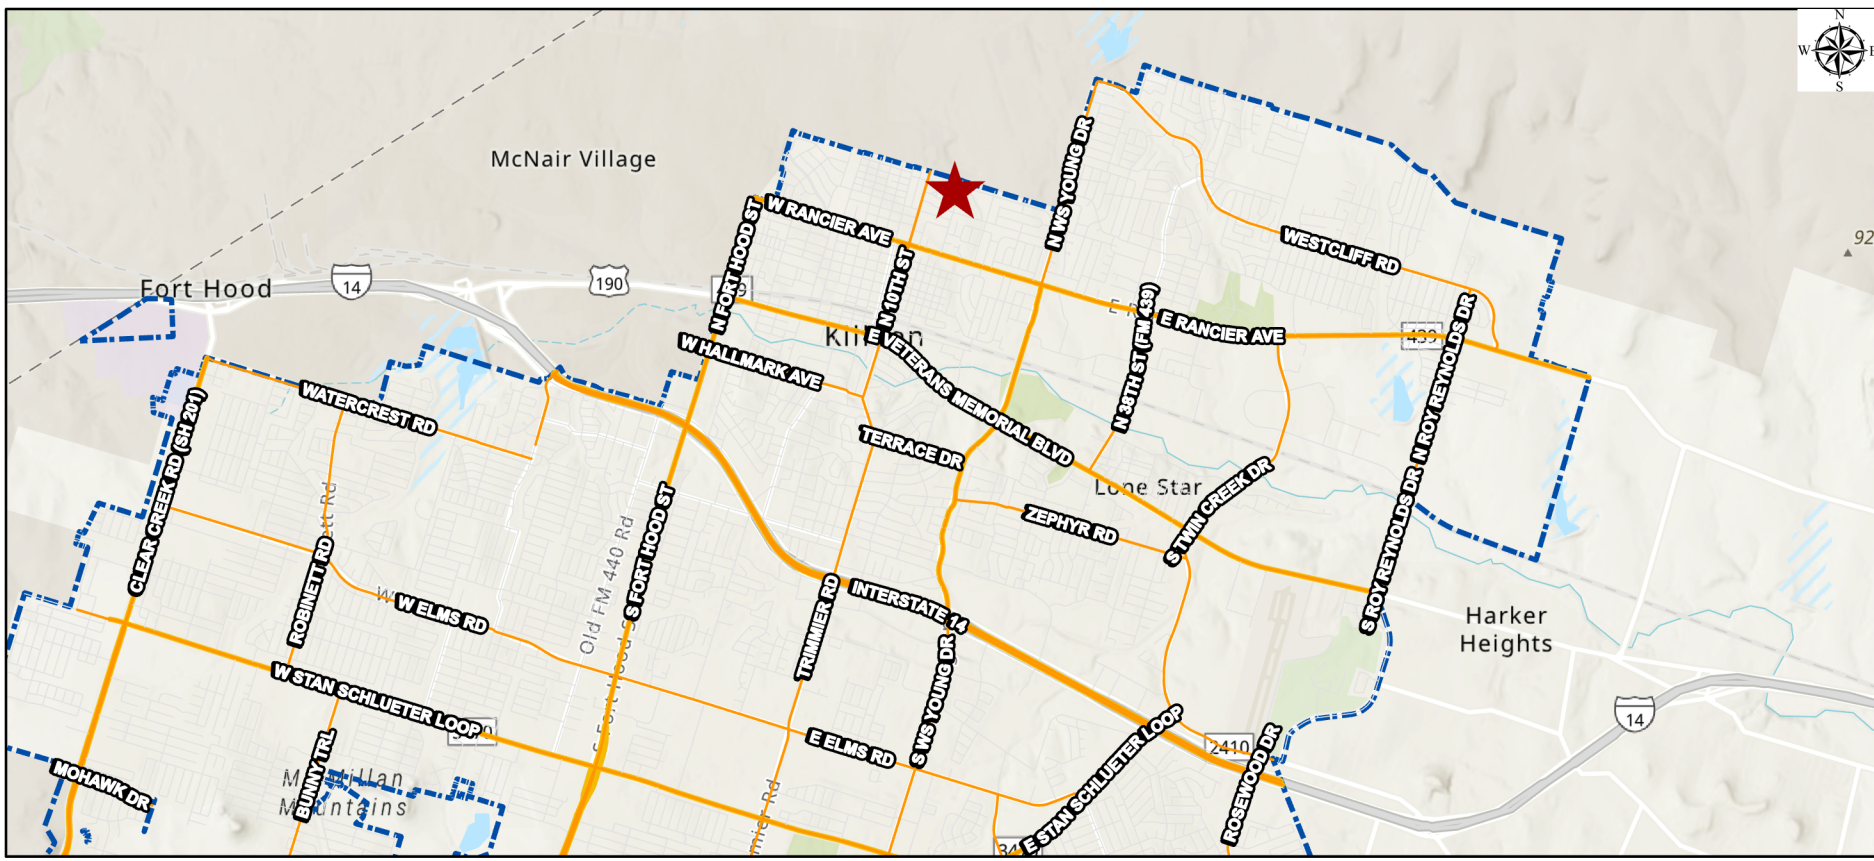 N
W
E
S
McNair Village
92
W RANCIER AVE
N FORT HOOD ST
N WS YOUNG DR
WESTCLIFF RD
Fort Hood
14
190
N 10TH ST
N 38TH ST (FM 439)
E RANCIER AVE
439
N ROY REYNOLDS DR
E VETERANS MEMORIAL BLVD
W HALLMARK AVE
WATERCREST RD
CLEAR CREEK RD (SH 201)
TERRACE DR
Lone Star
S TWIN CREEK DR
ZEPHYR RD
S ROY REYNOLDS DR
S FORT HOOD ST
Old FM 440 Rd
ROBINETT RD
W ELMS RD
TRIMMIER RD
INTERSTATE 14
S WS YOUNG DR
Harker
Heights
W STAN SCHLUETER LOOP
S Fort Hood S
14
2410
E ELMS RD
E STAN SCHLUETER LOOP
ROSEWOOD DR
MOHAWK DR
BUNNY TRL
Mountains